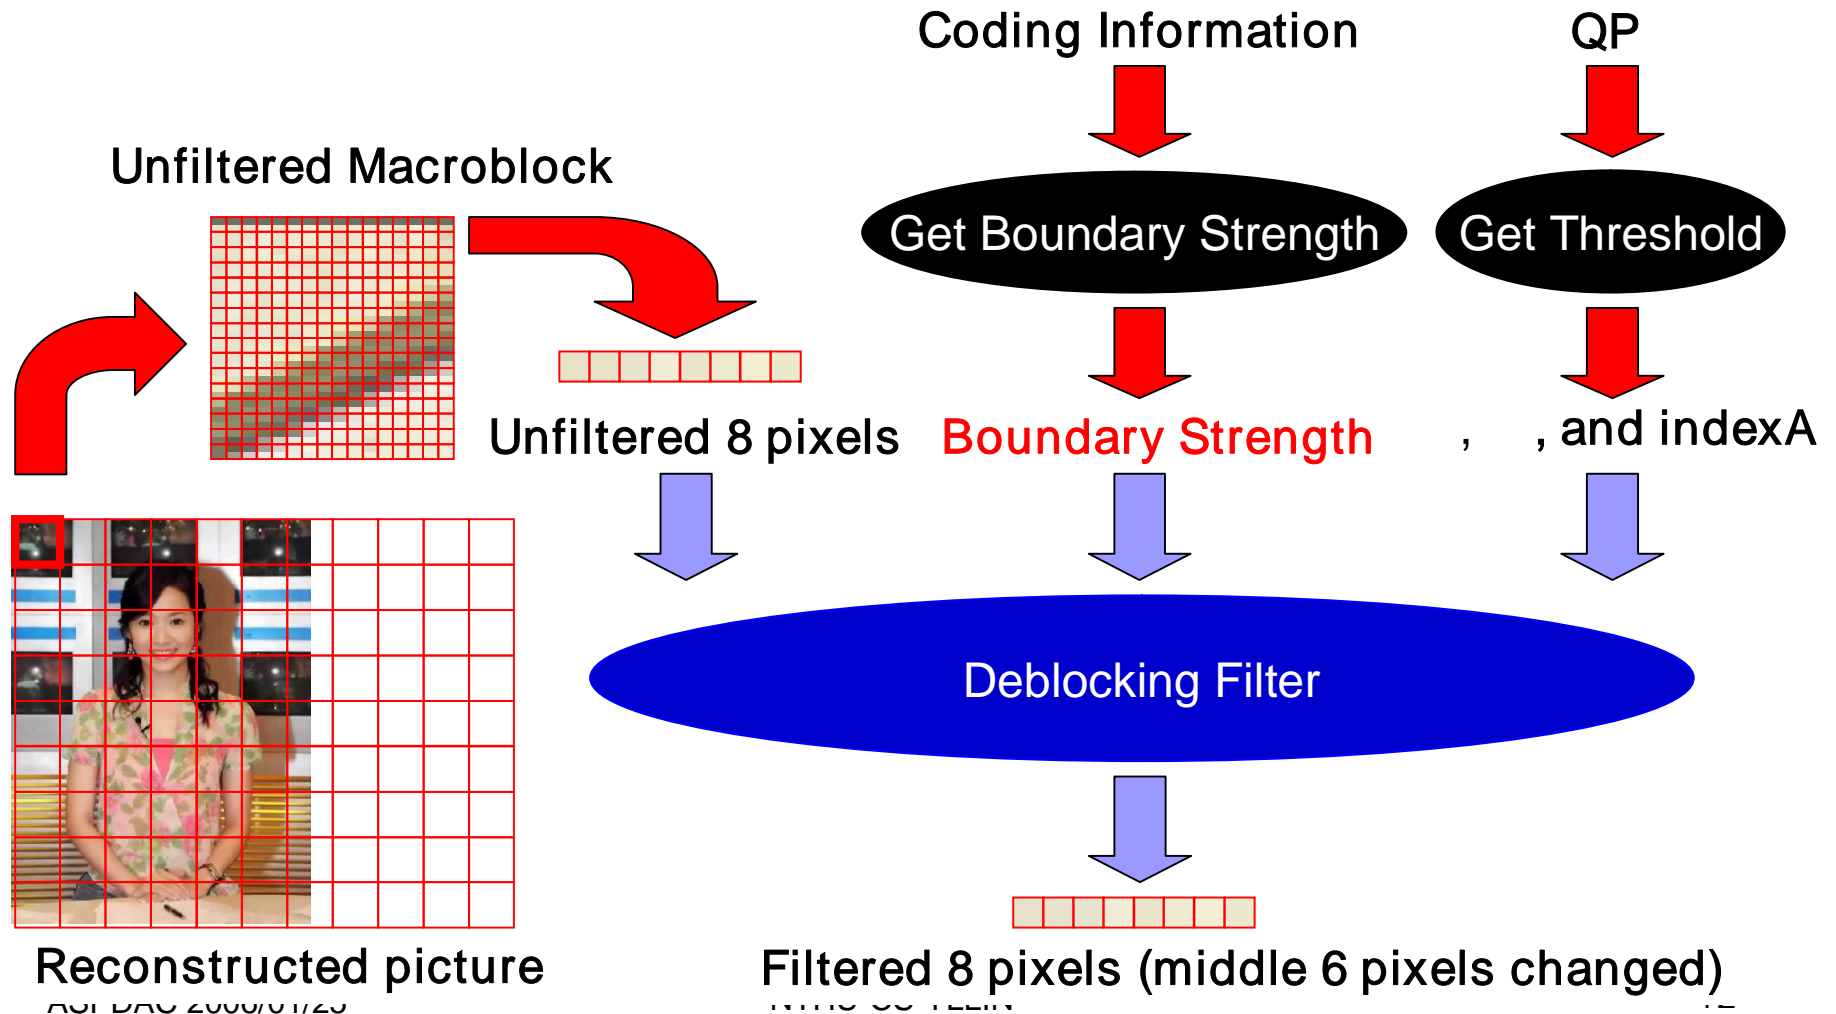 Coding Information
QP
Unfiltered Macroblock
Get Boundary Strength
Get Threshold
Unfiltered 8 pixels
Boundary Strength
, , and indexA
Deblocking Filter
Reconstructed picture
Filtered 8 pixels (middle 6 pixels changed)